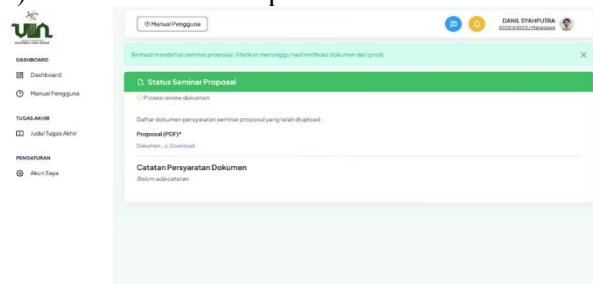 )
UIN
Manual Pengguna
DANIL SYAHPUTRA
DASHBOARD
Dashboard
Manual Pengguna
TUGAS AKHIR
Judul Tugas Akhir
PENGATURAN
Akun Saya
Berhasil mendaftar seminar proposal. Silahkan menunggu hasil verifikasi dokumen dari prodi.
Status Seminar Proposal
Proses review dokumen
Daftar dokumen persyaratan seminar proposal yang telah diupload :
Proposal (PDF)*
Dokumen : Download
Catatan Persyaratan Dokumen
Belum ada catatan